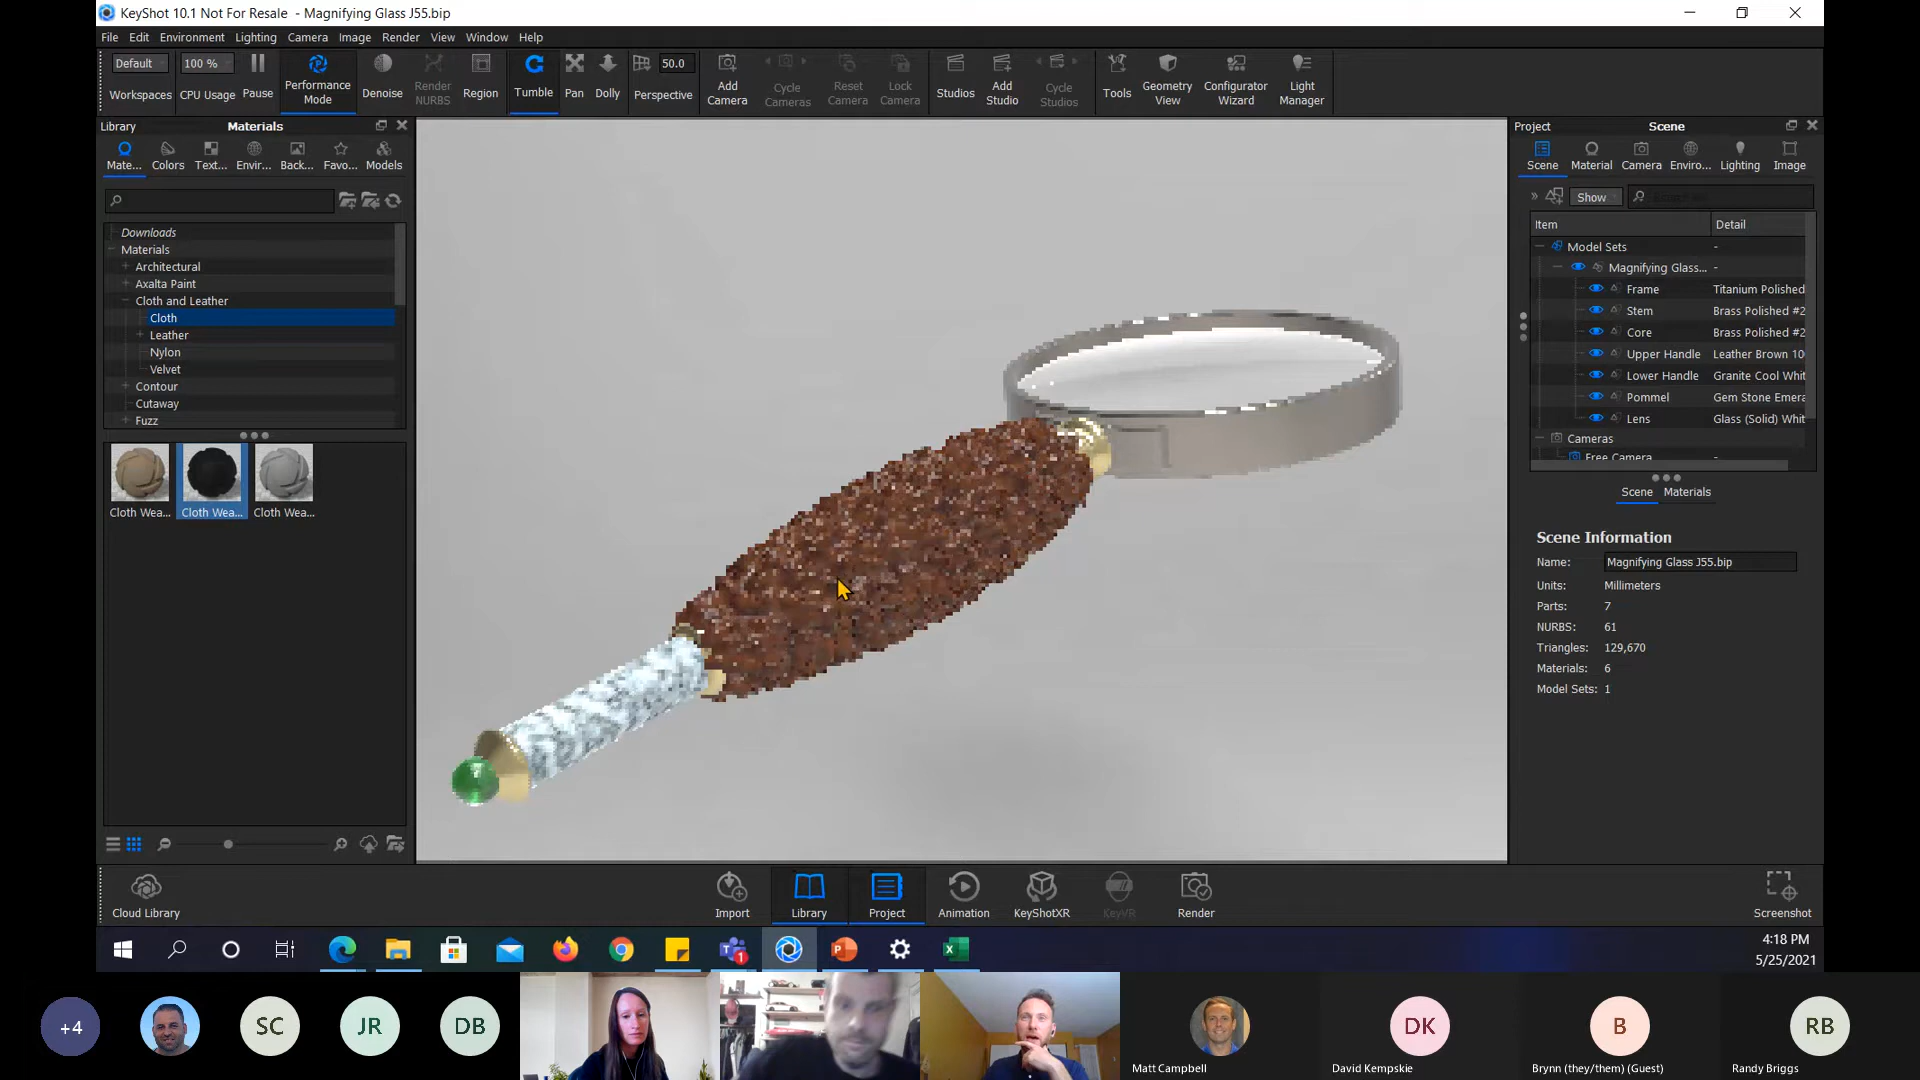 KeyShot 10.1 Not For Resale - Magnifying Glass J55.bip
File Edit Environment Lighting Camera Image Render View Window Help
Default 100 % 50.0
Workspaces CPU Usage Pause Performance Mode Denoise Render NURBS Region Tumble Pan Dolly Perspective Add Camera Cycle Cameras Reset Camera Lock Camera Studios Add Studio Cycle Studios Tools Geometry View Configurator Wizard Light Manager
Library Materials
Mate... Colors Text... Envir... Back... Favo... Models
Downloads
Materials
Architectural
Axalta Paint
Cloth and Leather
Cloth
Leather
Nylon
Velvet
Contour
Cutaway
Fuzz
Cloth Wea... Cloth Wea... Cloth Wea...
Project Scene
Scene Material Camera Enviro... Lighting Image
Show
Item Detail
Model Sets -
Magnifying Glass... -
Frame Titanium Polished
Stem Brass Polished #2
Core Brass Polished #2
Upper Handle Leather Brown 10
Lower Handle Granite Cool Whit
Pommel Gem Stone Emera
Lens Glass (Solid) Whit
Cameras
Free Camera -
Scene Materials
Scene Information
Name: Magnifying Glass J55.bip
Units: Millimeters
Parts: 7
NURBS: 61
Triangles: 129,670
Materials: 6
Model Sets: 1
Cloud Library Import Library Project Animation KeyShotXR KeyVR Render Screenshot
1
4:18 PM
5/25/2021
+4 SC JR DB DK B RB
Matt Campbell David Kempskie Brynn (they/them) (Guest) Randy Briggs